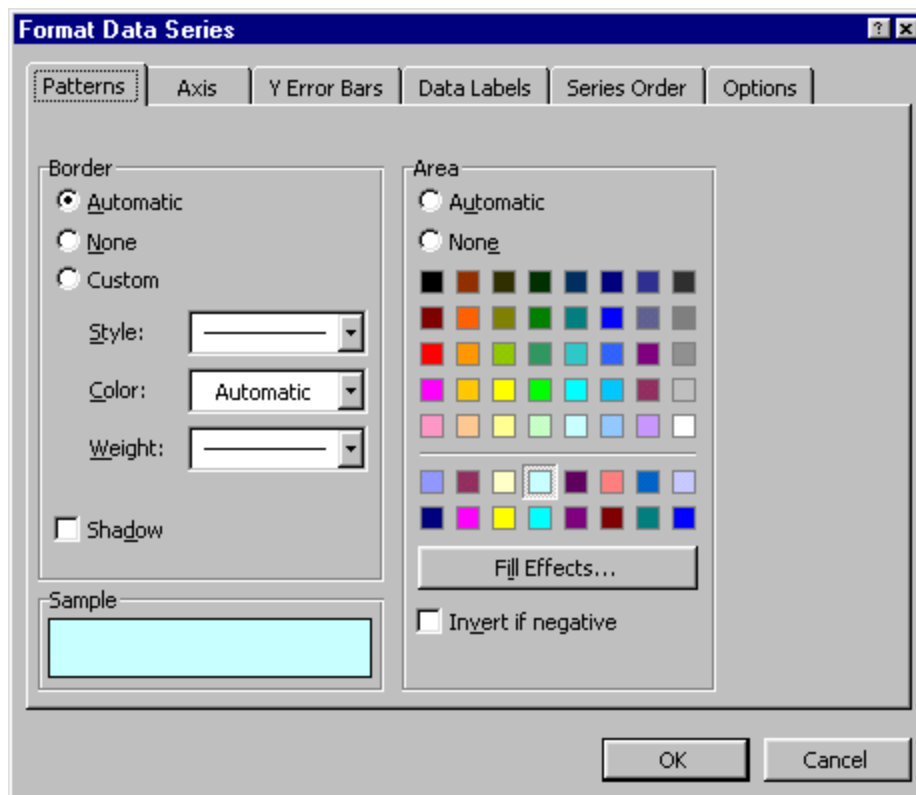 Format Data Series
Patterns Axis Y Error Bars Data Labels Series Order Options
Border
Automatic
None
Custom
Style:
Color: Automatic
Weight:
Shadow
Sample
Area
Automatic
None
Fill Effects...
Invert if negative
OK Cancel